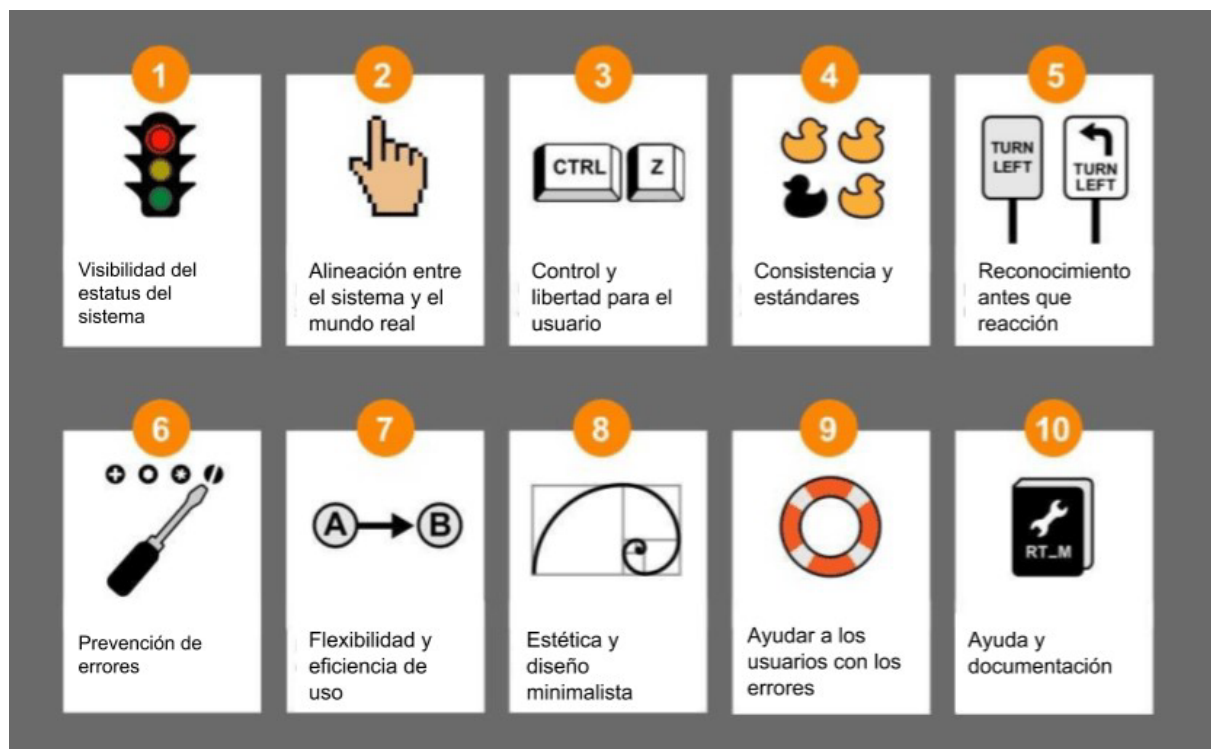 1
2
3
4
5
CTRL Z
TURN
LEFT
TURN
LEFT
Visibilidad del
estatus del
sistema
Alineación entre
el sistema y el
mundo real
Control y
libertad para el
usuario
Consistencia y
estándares
Reconocimiento
antes que
reacción
6
7
8
9
10
A B
RT_M
Prevención de
errores
Flexibilidad y
eficiencia de
uso
Estética y
diseño
minimalista
Ayudar a los
usuarios con los
errores
Ayuda y
documentación